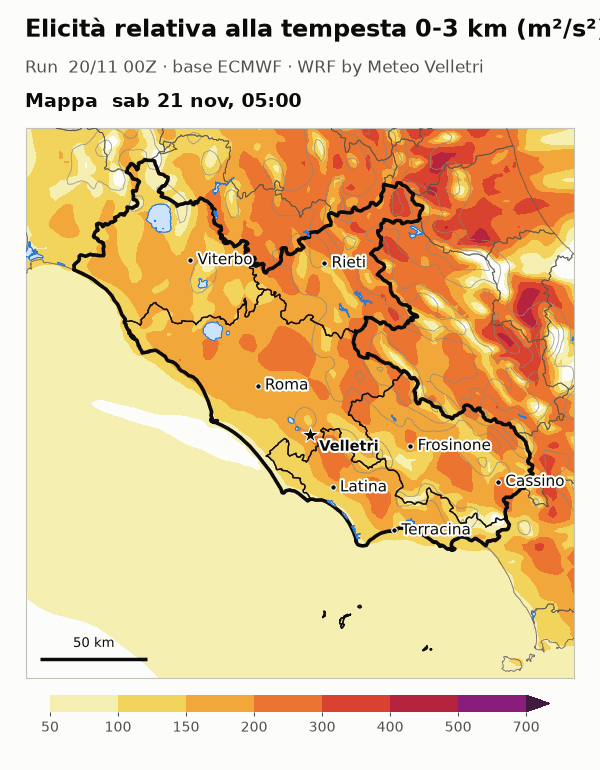 Elicità relativa alla tempesta 0-3 km (m²/s²)
Run  20/11 00Z · base ECMWF · WRF by Meteo Velletri
Mappa  sab 21 nov, 05:00
Viterbo
Rieti
Roma
Velletri
Frosinone
Cassino
Latina
Terracina
50 km
50 100 150 200 300 400 500 700